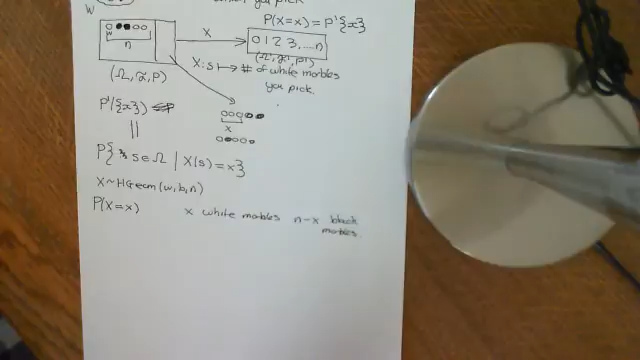 you pick
P(X=x) = P'{x}
W
n
X
0 1 2 3, ....n
(Ω', F', P')
(Ω, F, P)
X: s ↦ # of white marbles
you pick.
P'({x})
x
||
P{ s ∈ Ω | X(s) = x}
X ~ HGeom(w, b, n)
P(X=x) x white marbles n-x black
marbles.